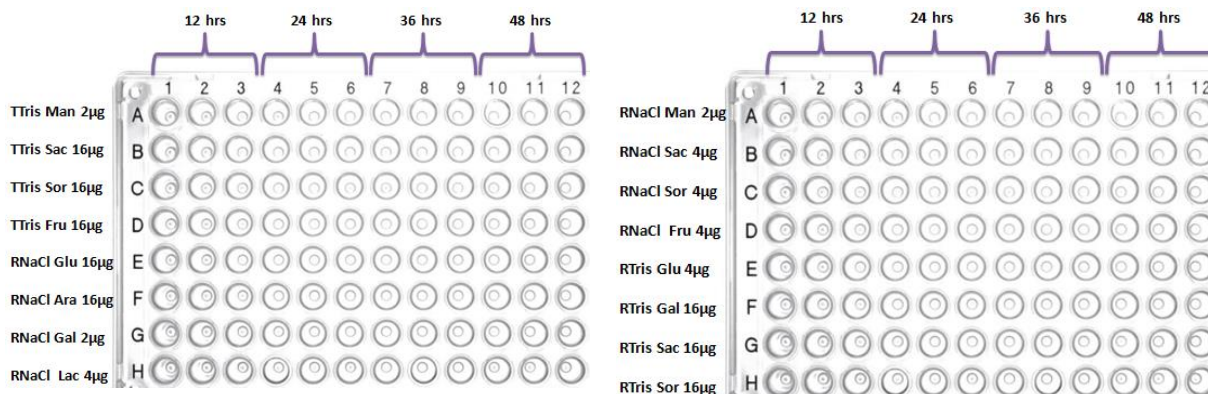 12 hrs 24 hrs 36 hrs 48 hrs
1 2 3 4 5 6 7 8 9 10 11 12
TTris Man 2µg A
TTris Sac 16µg B
TTris Sor 16µg C
TTris Fru 16µg D
RNaCl Glu 16µg E
RNaCl Ara 16µg F
RNaCl Gal 2µg G
RNaCl Lac 4µg H
12 hrs 24 hrs 36 hrs 48 hrs
1 2 3 4 5 6 7 8 9 10 11 12
RNaCl Man 2µg A
RNaCl Sac 4µg B
RNaCl Sor 4µg C
RNaCl Fru 4µg D
RTris Glu 4µg E
RTris Gal 16µg F
RTris Sac 16µg G
RTris Sor 16µg H